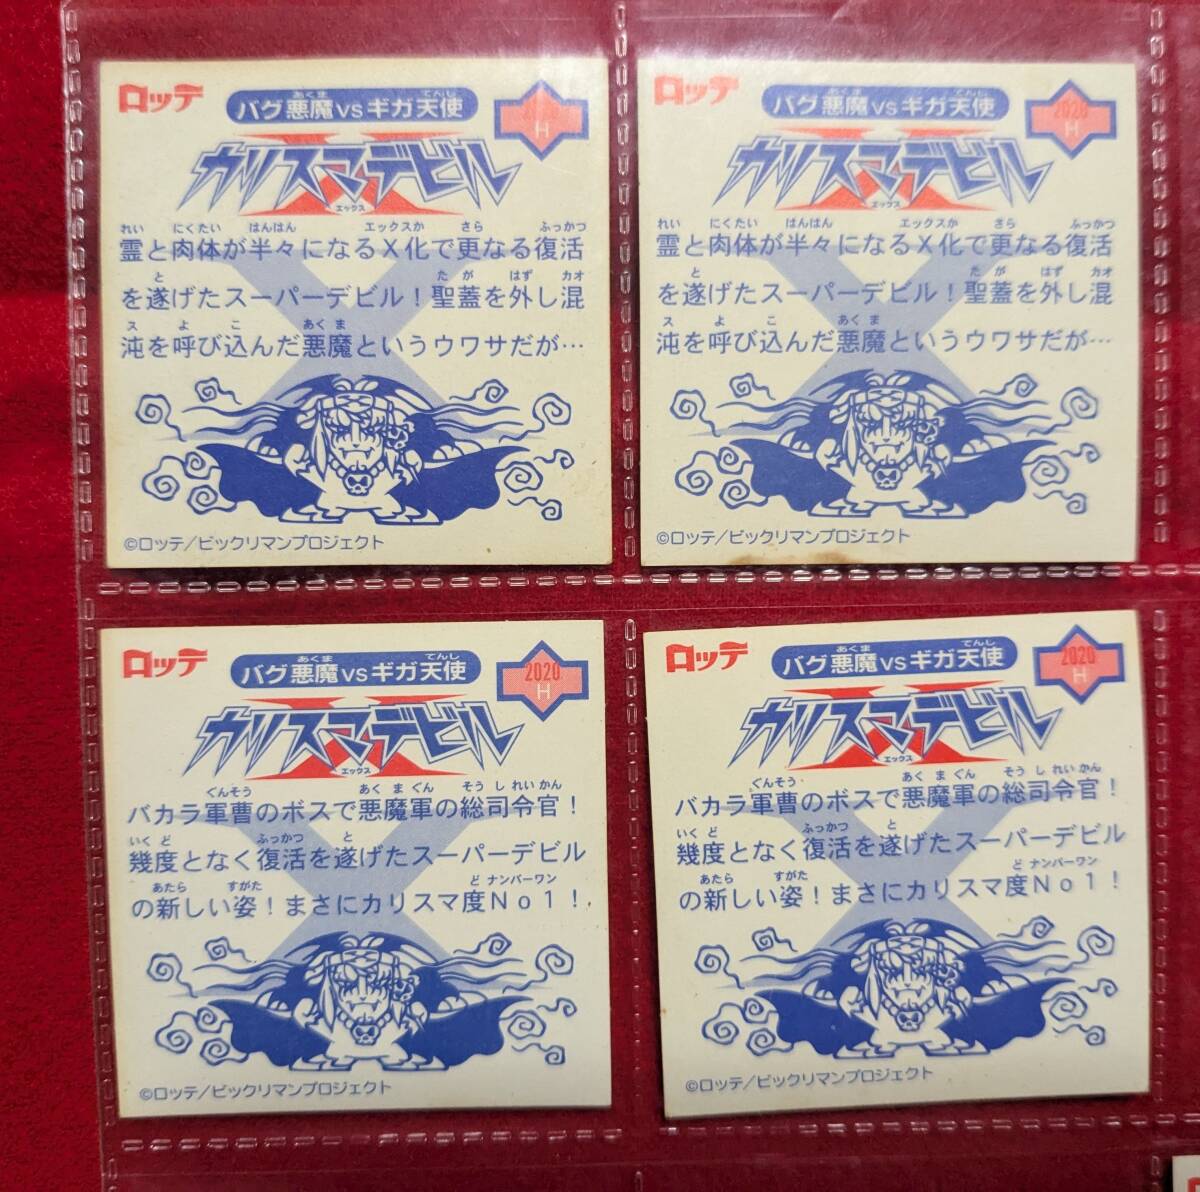 ロッテ
あくま てんし
バグ悪魔vsギガ天使
2020
H
カリスマデビル
X
エックス
れい にくたい はんはん エックスか さら ふっかつ
霊と肉体が半々になるX化で更なる復活
と たが はず カオ
を遂げたスーパーデビル!聖蓋を外し混
ス よ こ あくま
沌を呼び込んだ悪魔というウワサだが…
©ロッテ/ビックリマンプロジェクト
ロッテ
あくま てんし
バグ悪魔vsギガ天使
2020
H
カリスマデビル
X
エックス
れい にくたい はんはん エックスか さら ふっかつ
霊と肉体が半々になるX化で更なる復活
と たが はず カオ
を遂げたスーパーデビル!聖蓋を外し混
ス よ こ あくま
沌を呼び込んだ悪魔というウワサだが…
©ロッテ/ビックリマンプロジェクト
ロッテ
あくま てんし
バグ悪魔vsギガ天使
2020
H
カリスマデビル
X
エックス
ぐんそう あくまぐん そうしれいかん
バカラ軍曹のボスで悪魔軍の総司令官!
いくど ふっかつ と
幾度となく復活を遂げたスーパーデビル
あたら すがた ど ナンバーワン
の新しい姿!まさにカリスマ度No1!
©ロッテ/ビックリマンプロジェクト
ロッテ
あくま てんし
バグ悪魔vsギガ天使
2020
H
カリスマデビル
X
エックス
ぐんそう あくまぐん そうしれいかん
バカラ軍曹のボスで悪魔軍の総司令官!
いくど ふっかつ と
幾度となく復活を遂げたスーパーデビル
あたら すがた ど ナンバーワン
の新しい姿!まさにカリスマ度No1!
©ロッテ/ビックリマンプロジェクト